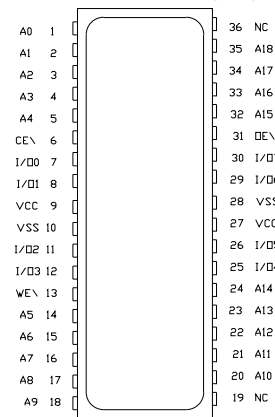 A0 1 36 NC
A1 2 35 A18
A2 3 34 A17
A3 4 33 A16
A4 5 32 A15
CE\ 6 31 OE\
I/O0 7 30 I/O
I/O1 8 29 I/O
VCC 9 28 VSS
VSS 10 27 VCC
I/O2 11 26 I/O5
I/O3 12 25 I/O4
WE\ 13 24 A14
A5 14 23 A13
A6 15 22 A12
A7 16 21 A11
A8 17 20 A10
A9 18 19 NC